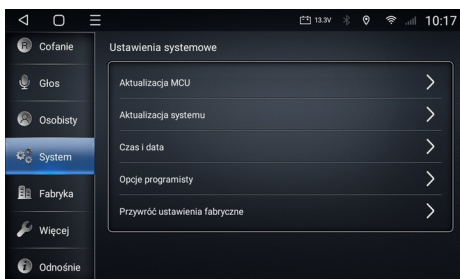 13.3V 10:17
R Cofanie
Ustawienia systemowe
Głos
Aktualizacja MCU
Osobisty
Aktualizacja systemu
System
Czas i data
Fabryka
Opcje programisty
Więcej
Przywróć ustawienia fabryczne
Odnośnie